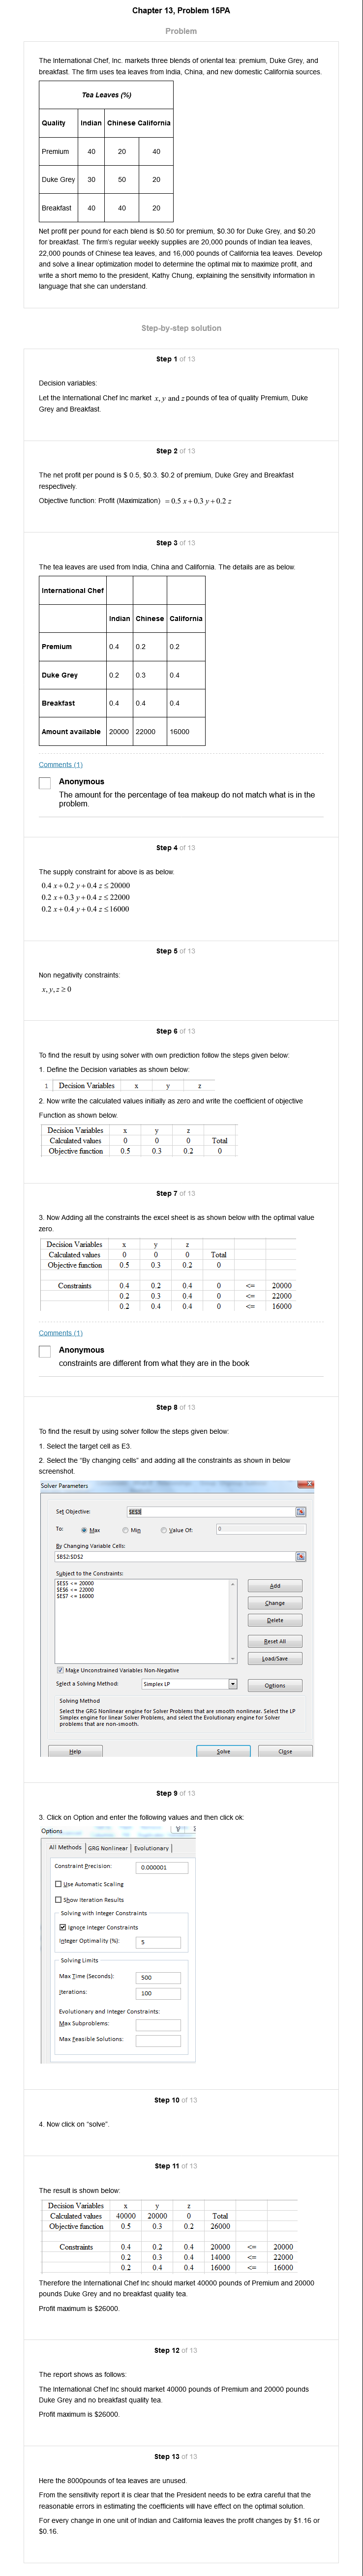 Chapter 13, Problem 15PA
Problem
The International Chef, Inc. markets three blends of oriental tea: premium, Duke Grey, and
breakfast. The firm uses tea leaves from India, China, and new domestic California sources.
Tea Leaves (%)
Quality Indian Chinese California
Premium 40 20 40
Duke Grey 30 50 20
Breakfast 40 40 20
Net profit per pound for each blend is $0.50 for premium, $0.30 for Duke Grey, and $0.20
for breakfast. The firm's regular weekly supplies are 20,000 pounds of Indian tea leaves,
22,000 pounds of Chinese tea leaves, and 16,000 pounds of California tea leaves. Develop
and solve a linear optimization model to determine the optimal mix to maximize profit, and
write a short memo to the president, Kathy Chung, explaining the sensitivity information in
language that she can understand.
Step-by-step solution
Step 1 of 13
Decision variables:
Let the International Chef Inc market x, y and z pounds of tea of quality Premium, Duke
Grey and Breakfast.
Step 2 of 13
The net profit per pound is $ 0.5, $0.3. $0.2 of premium, Duke Grey and Breakfast
respectively.
Objective function: Profit (Maximization) = 0.5 x + 0.3 y + 0.2 z
Step 3 of 13
The tea leaves are used from India, China and California. The details are as below.
International Chef
Indian Chinese California
Premium 0.4 0.2 0.2
Duke Grey 0.2 0.3 0.4
Breakfast 0.4 0.4 0.4
Amount available 20000 22000 16000
Comments (1)
Anonymous
The amount for the percentage of tea makeup do not match what is in the
problem.
Step 4 of 13
The supply constraint for above is as below.
0.4 x + 0.2 y + 0.4 z ≤ 20000
0.2 x + 0.3 y + 0.4 z ≤ 22000
0.2 x + 0.4 y + 0.4 z ≤ 16000
Step 5 of 13
Non negativity constraints:
x, y, z ≥ 0
Step 6 of 13
To find the result by using solver with own prediction follow the steps given below:
1. Define the Decision variables as shown below:
1 Decision Variables x y z
2. Now write the calculated values initially as zero and write the coefficient of objective
Function as shown below.
Decision Variables x y z
Calculated values 0 0 0 Total
Objective function 0.5 0.3 0.2 0
Step 7 of 13
3. Now Adding all the constraints the excel sheet is as shown below with the optimal value
zero.
Decision Variables x y z
Calculated values 0 0 0 Total
Objective function 0.5 0.3 0.2 0
Constraints 0.4 0.2 0.4 0 <= 20000
0.2 0.3 0.4 0 <= 22000
0.2 0.4 0.4 0 <= 16000
Comments (1)
Anonymous
constraints are different from what they are in the book
Step 8 of 13
To find the result by using solver follow the steps given below:
1. Select the target cell as E3.
2. Select the "By changing cells" and adding all the constraints as shown in below
screenshot.
Solver Parameters
Set Objective: $E$3
To: Max Min Value Of: 0
By Changing Variable Cells:
$B$2:$D$2
Subject to the Constraints:
$E$5 <= 20000
$E$6 <= 22000
$E$7 <= 16000
Add
Change
Delete
Reset All
Load/Save
Make Unconstrained Variables Non-Negative
Select a Solving Method: Simplex LP Options
Solving Method
Select the GRG Nonlinear engine for Solver Problems that are smooth nonlinear. Select the LP
Simplex engine for linear Solver Problems, and select the Evolutionary engine for Solver
problems that are non-smooth.
Help Solve Close
Step 9 of 13
3. Click on Option and enter the following values and then click ok:
Options
All Methods GRG Nonlinear Evolutionary
Constraint Precision: 0.000001
Use Automatic Scaling
Show Iteration Results
Solving with Integer Constraints
Ignore Integer Constraints
Integer Optimality (%): 5
Solving Limits
Max Time (Seconds): 500
Iterations: 100
Evolutionary and Integer Constraints:
Max Subproblems:
Max Feasible Solutions:
Step 10 of 13
4. Now click on "solve".
Step 11 of 13
The result is shown below:
Decision Variables x y z
Calculated values 40000 20000 0 Total
Objective function 0.5 0.3 0.2 26000
Constraints 0.4 0.2 0.4 20000 <= 20000
0.2 0.3 0.4 14000 <= 22000
0.2 0.4 0.4 16000 <= 16000
Therefore the International Chef Inc should market 40000 pounds of Premium and 20000
pounds Duke Grey and no breakfast quality tea.
Profit maximum is $26000.
Step 12 of 13
The report shows as follows:
The International Chef Inc should market 40000 pounds of Premium and 20000 pounds
Duke Grey and no breakfast quality tea.
Profit maximum is $26000.
Step 13 of 13
Here the 8000pounds of tea leaves are unused.
From the sensitivity report it is clear that the President needs to be extra careful that the
reasonable errors in estimating the coefficients will have effect on the optimal solution.
For every change in one unit of Indian and California leaves the profit changes by $1.16 or
$0.16.